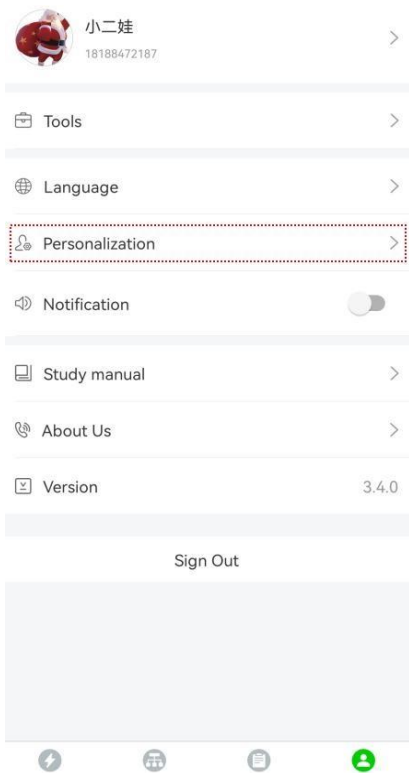 小二娃
18188472187
Tools
Language
Personalization
Notification
Study manual
About Us
Version 3.4.0
Sign Out